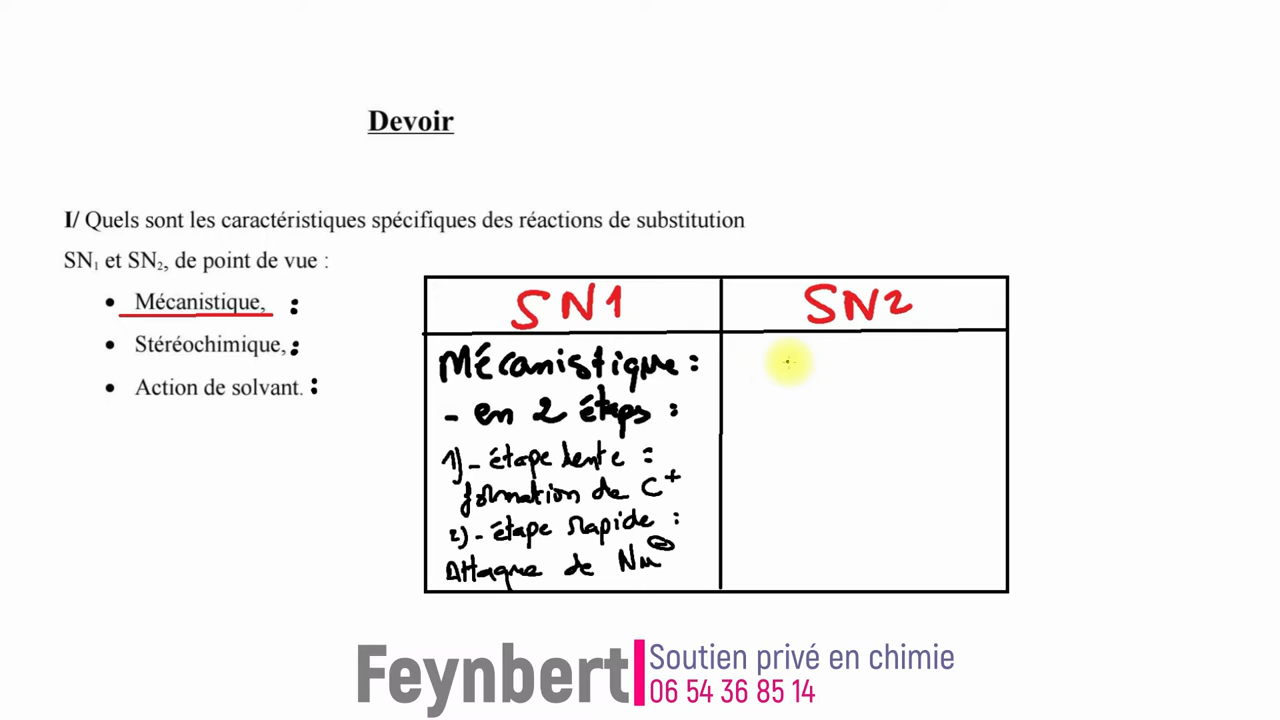 Devoir
I/ Quels sont les caractéristiques spécifiques des réactions de substitution
SN₁ et SN₂, de point de vue :
• Mécanistique, :
• Stéréochimique, :
• Action de solvant. :
SN1 SN2
Mécanistique :
- en 2 étaps :
1)- étape lente :
formation de C⁺
2)- étape rapide :
Attaque de Nu⊖
Feynbert
Soutien privé en chimie
06 54 36 85 14